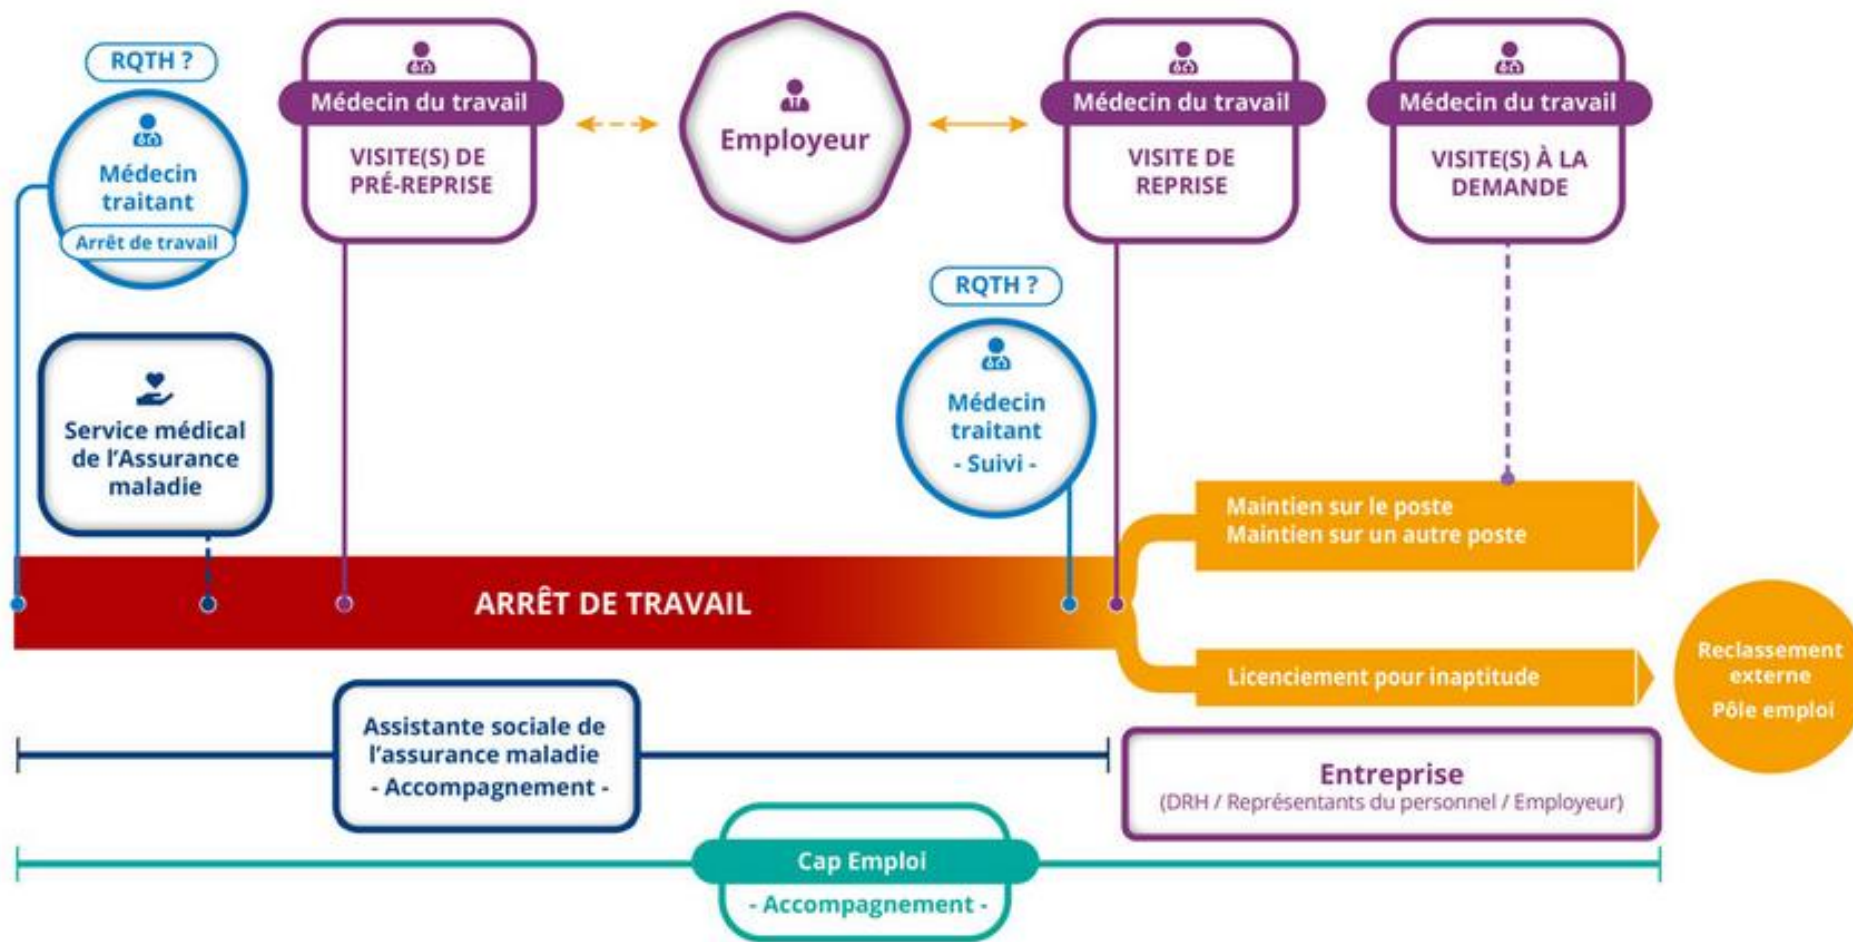 RQTH ?
Médecin
traitant
Arrêt de travail
Médecin du travail
VISITE(S) DE
PRÉ-REPRISE
Employeur
Médecin du travail
VISITE DE
REPRISE
Médecin du travail
VISITE(S) À LA
DEMANDE
RQTH ?
Médecin
traitant
- Suivi -
Service médical
de l'Assurance
maladie
ARRÊT DE TRAVAIL
Maintien sur le poste
Maintien sur un autre poste
Licenciement pour inaptitude
Reclassement
externe
Pôle emploi
Assistante sociale de
l'assurance maladie
- Accompagnement -
Entreprise
(DRH / Représentants du personnel / Employeur)
Cap Emploi
- Accompagnement -